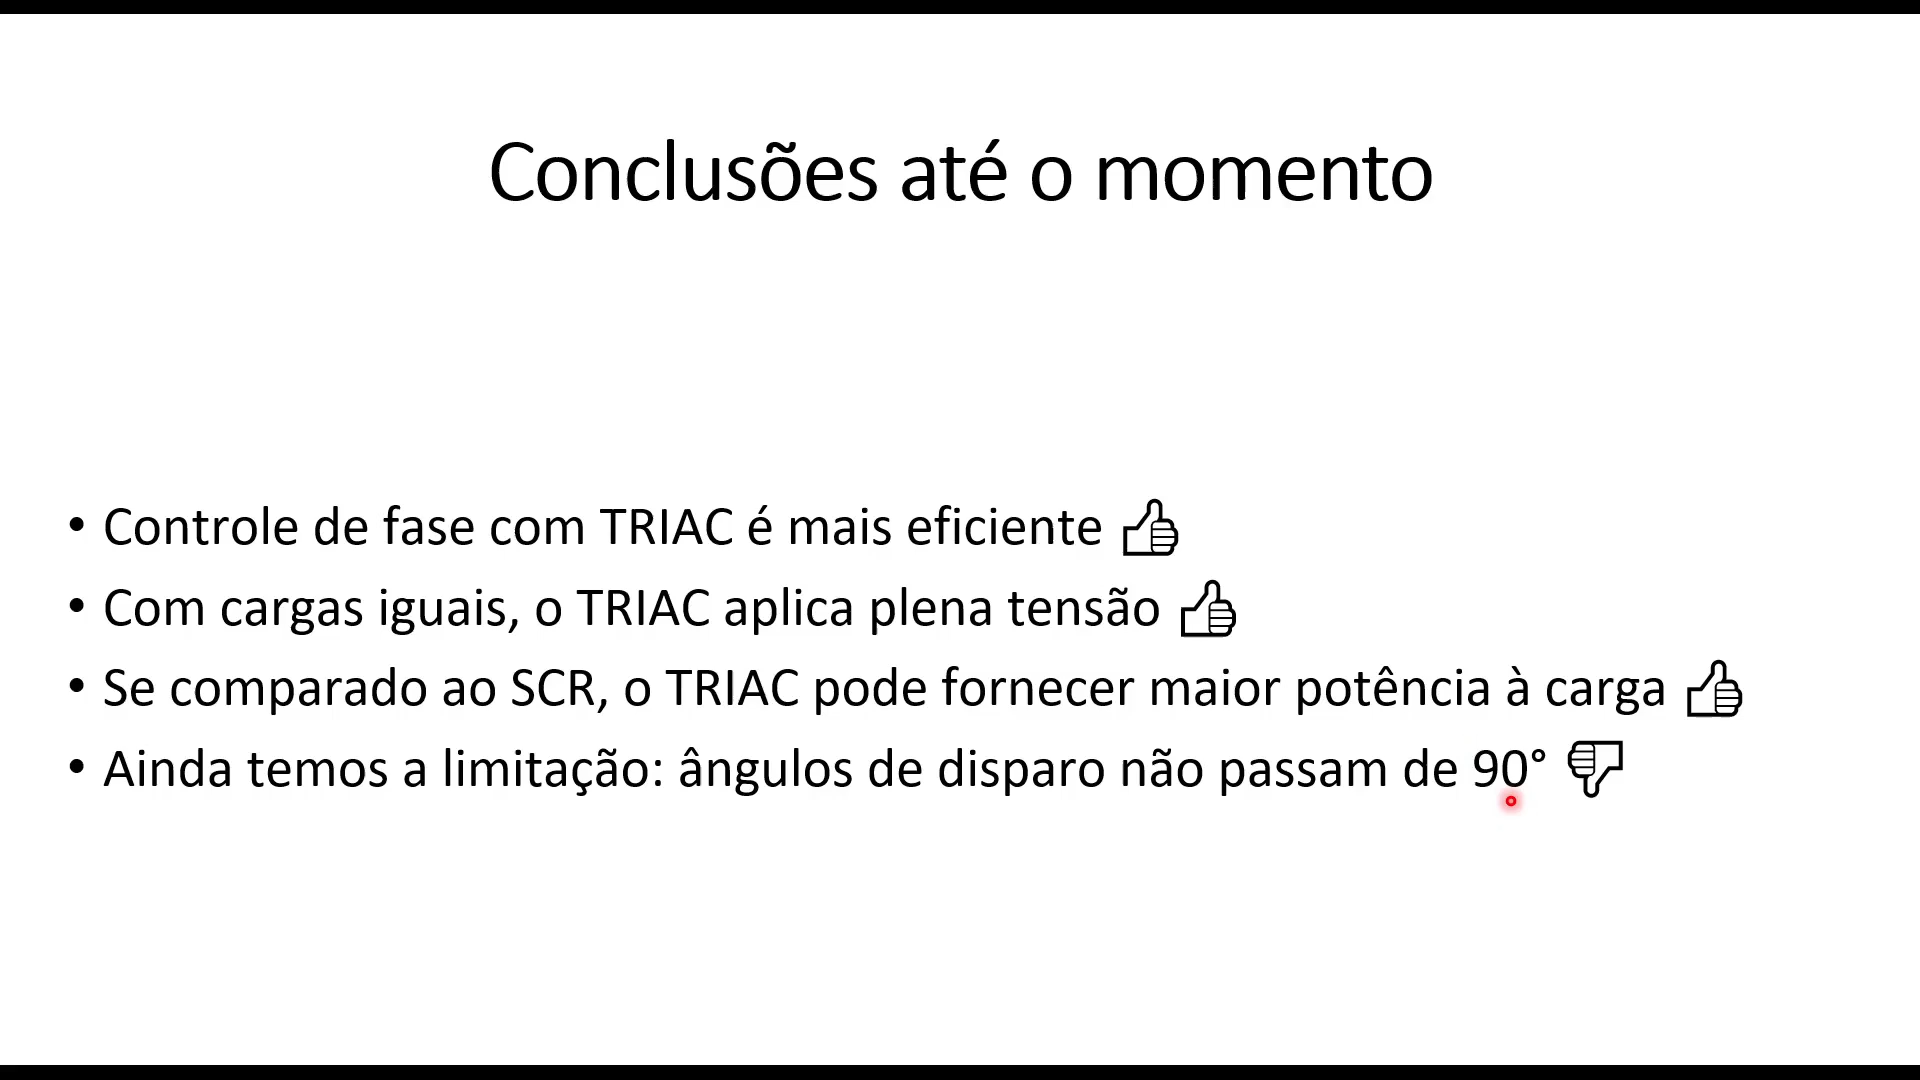 Conclusões até o momento
• Controle de fase com TRIAC é mais eficiente
• Com cargas iguais, o TRIAC aplica plena tensão
• Se comparado ao SCR, o TRIAC pode fornecer maior potência à carga
• Ainda temos a limitação: ângulos de disparo não passam de 90°